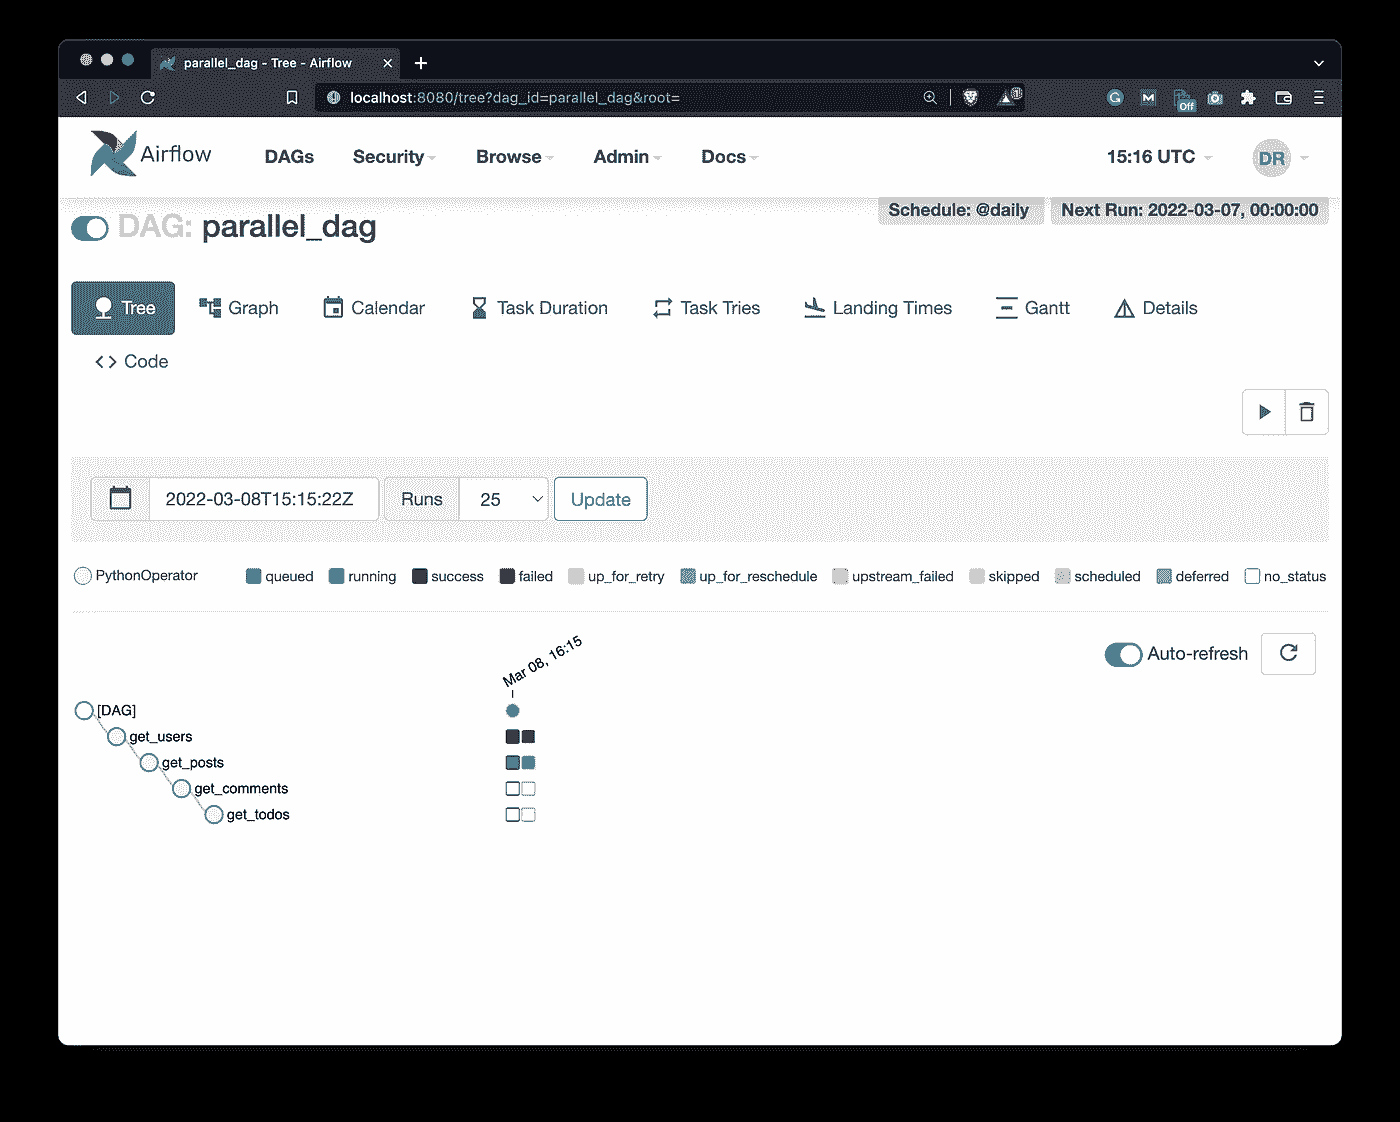 parallel_dag - Tree - Airflow
localhost:8080/tree?dag_id=parallel_dag&root=
G M Off 1
Airflow DAGs Security Browse Admin Docs 15:16 UTC DR
Schedule: @daily Next Run: 2022-03-07, 00:00:00
DAG: parallel_dag
Tree Graph Calendar Task Duration Task Tries Landing Times Gantt Details
Code
2022-03-08T15:15:22Z Runs 25 Update
PythonOperator queued running success failed up_for_retry up_for_reschedule upstream_failed skipped scheduled deferred no_status
Mar 08, 16:15
Auto-refresh
[DAG]
get_users
get_posts
get_comments
get_todos